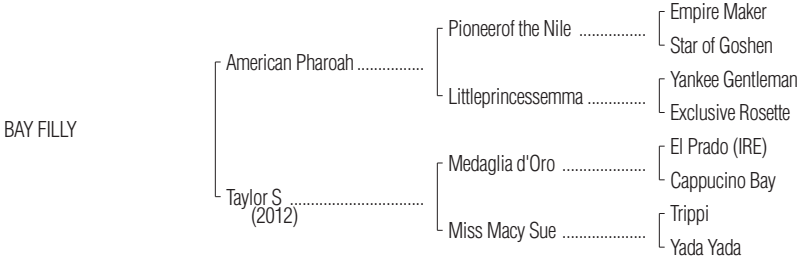 BAY FILLY
American Pharoah ................
Taylor S ................................
(2012)
Pioneerof the Nile ................
Littleprincessemma ..............
Medaglia d'Oro ....................
Miss Macy Sue ....................
Empire Maker
Star of Goshen
Yankee Gentleman
Exclusive Rosette
El Prado (IRE)
Cappucino Bay
Trippi
Yada Yada